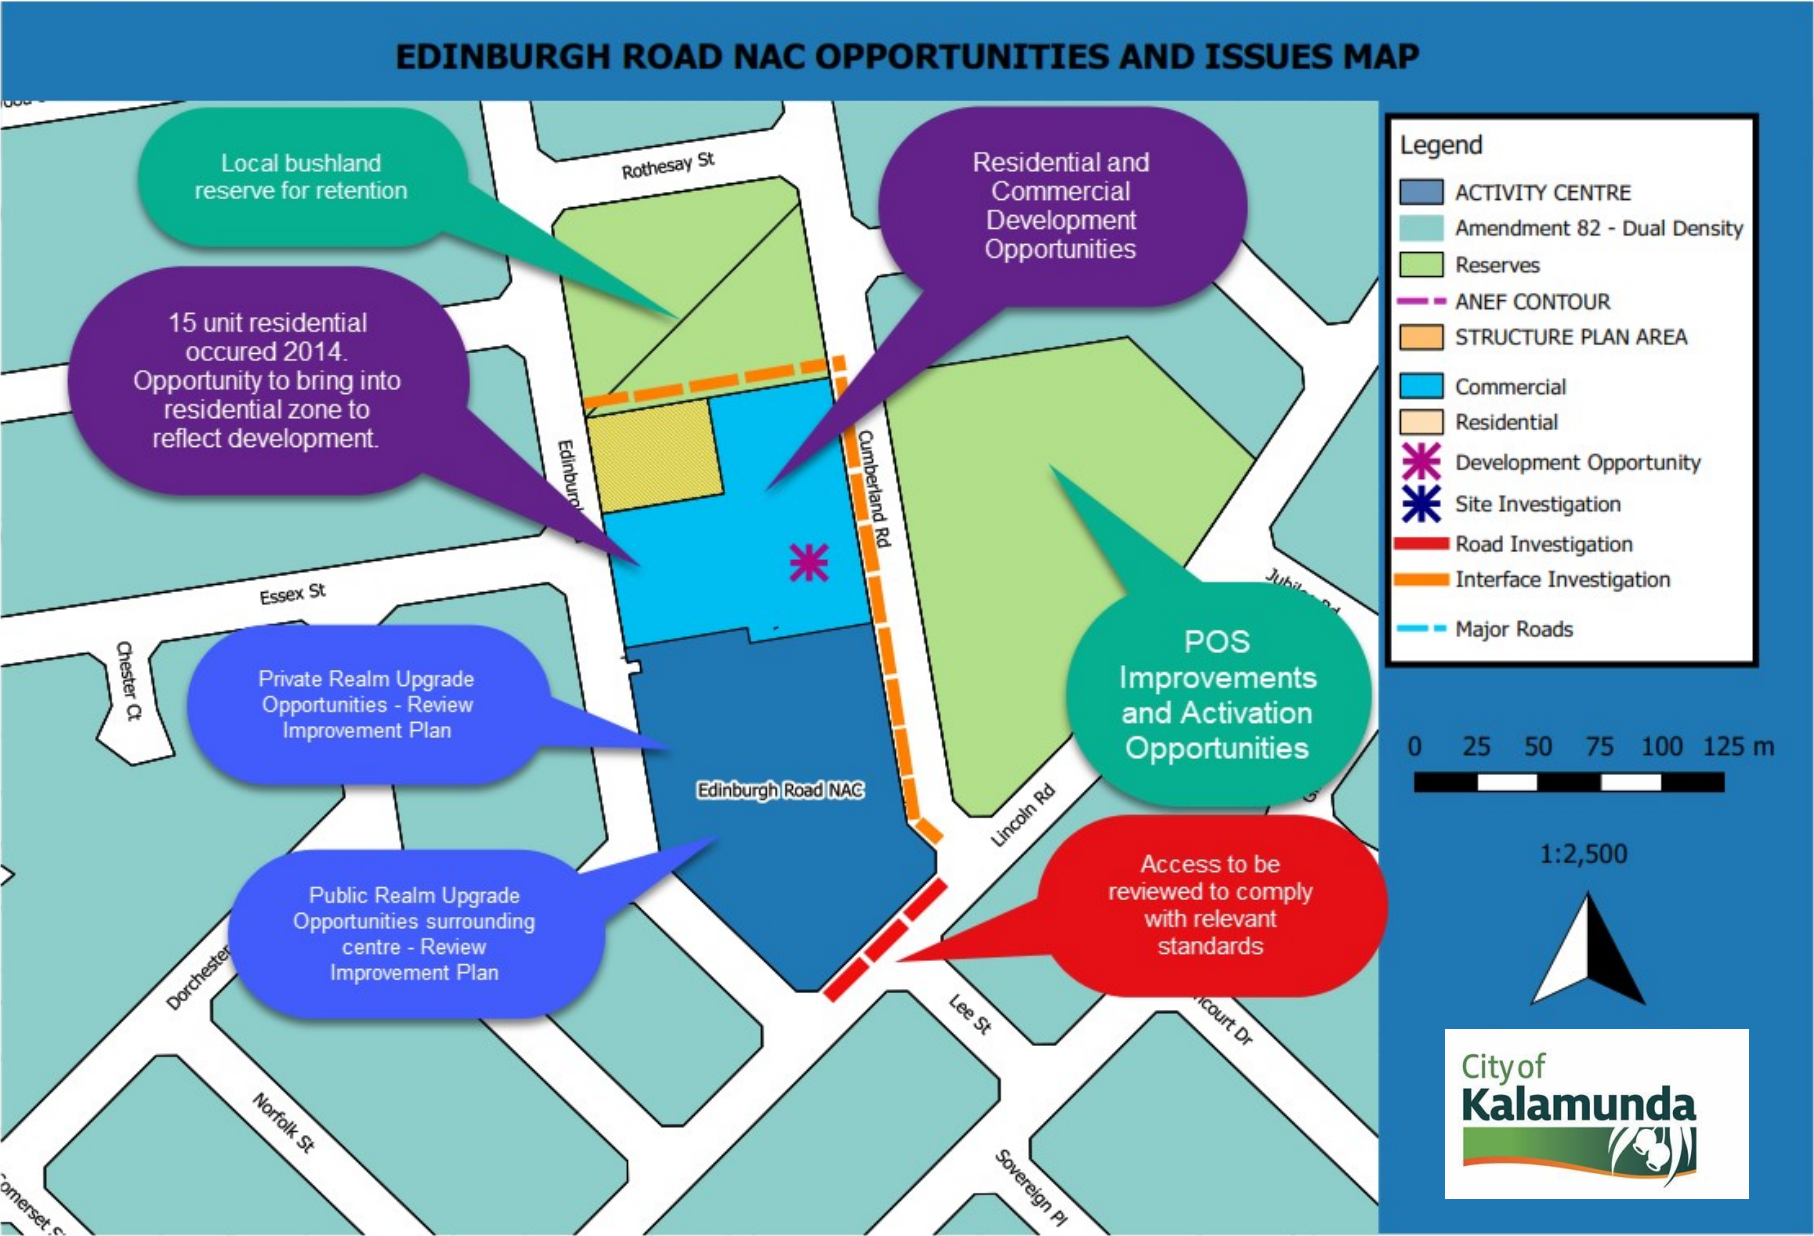 EDINBURGH ROAD NAC OPPORTUNITIES AND ISSUES MAP
Local bushland
reserve for retention
Rothesay St
Residential and
Commercial
Development
Opportunities
15 unit residential
occured 2014.
Opportunity to bring into
residential zone to
reflect development.
Cumberland Rd
Essex St
Chester Ct
Private Realm Upgrade
Opportunities - Review
Improvement Plan
POS
Improvements
and Activation
Opportunities
Edinburgh Road NAC
Lincoln Rd
Public Realm Upgrade
Opportunities surrounding
centre - Review
Improvement Plan
Access to be
reviewed to comply
with relevant
standards
Dorchester
Lee St
ncourt Dr
Norfolk St
Sovereign Pl
omerset S
Legend
ACTIVITY CENTRE
Amendment 82 - Dual Density
Reserves
ANEF CONTOUR
STRUCTURE PLAN AREA
Commercial
Residential
Development Opportunity
Site Investigation
Road Investigation
Interface Investigation
Major Roads
0 25 50 75 100 125 m
1:2,500
City of
Kalamunda